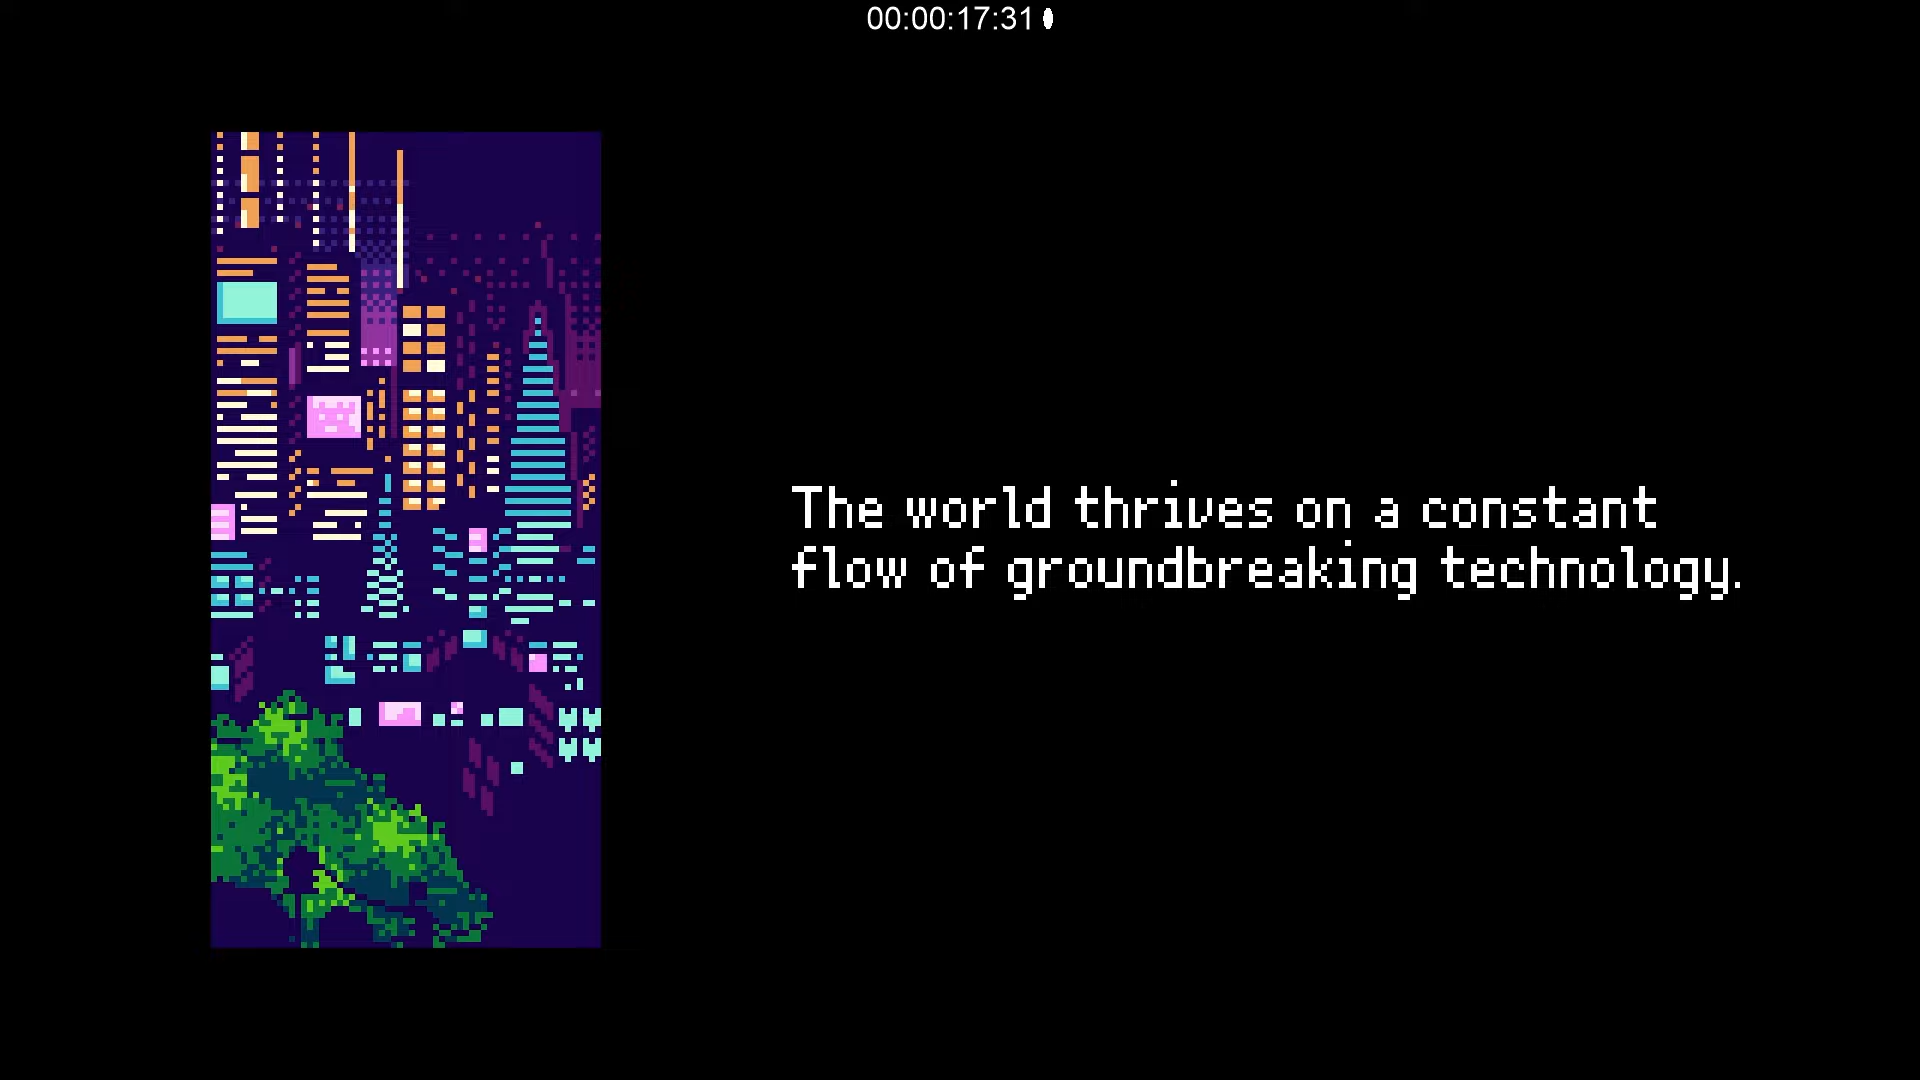 00:00:17:31
The world thrives on a constant
flow of groundbreaking technology.